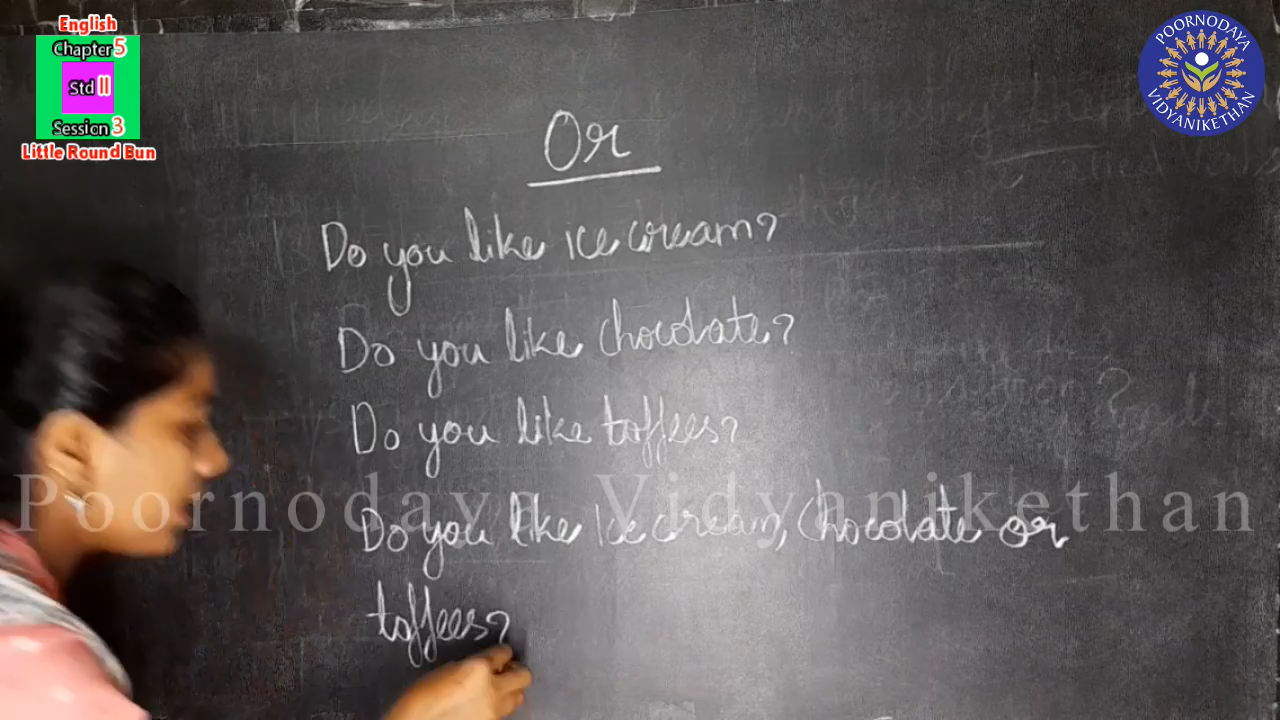 English
Chapter 5
Std II
Session 3
Little Round Bun
POORNODAYA
VIDYANIKETHAN
Or
Do you like ice cream?
Do you like chocolate?
Do you like toffees?
Poornodaya Vidyanikethan
Do you like Ice cream, chocolate or
toffees?